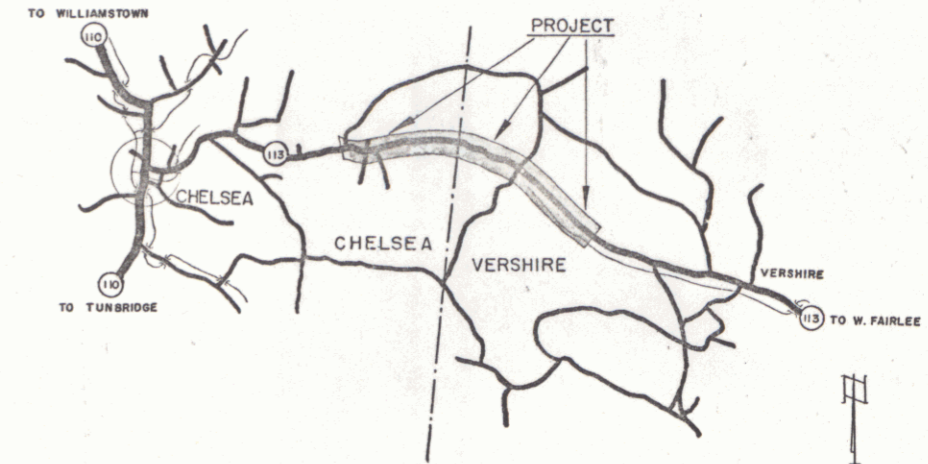 TO WILLIAMSTOWN
110
PROJECT
113
CHELSEA
CHELSEA
VERSHIRE
VERSHIRE
110
TO TUNBRIDGE
113 TO W. FAIRLEE